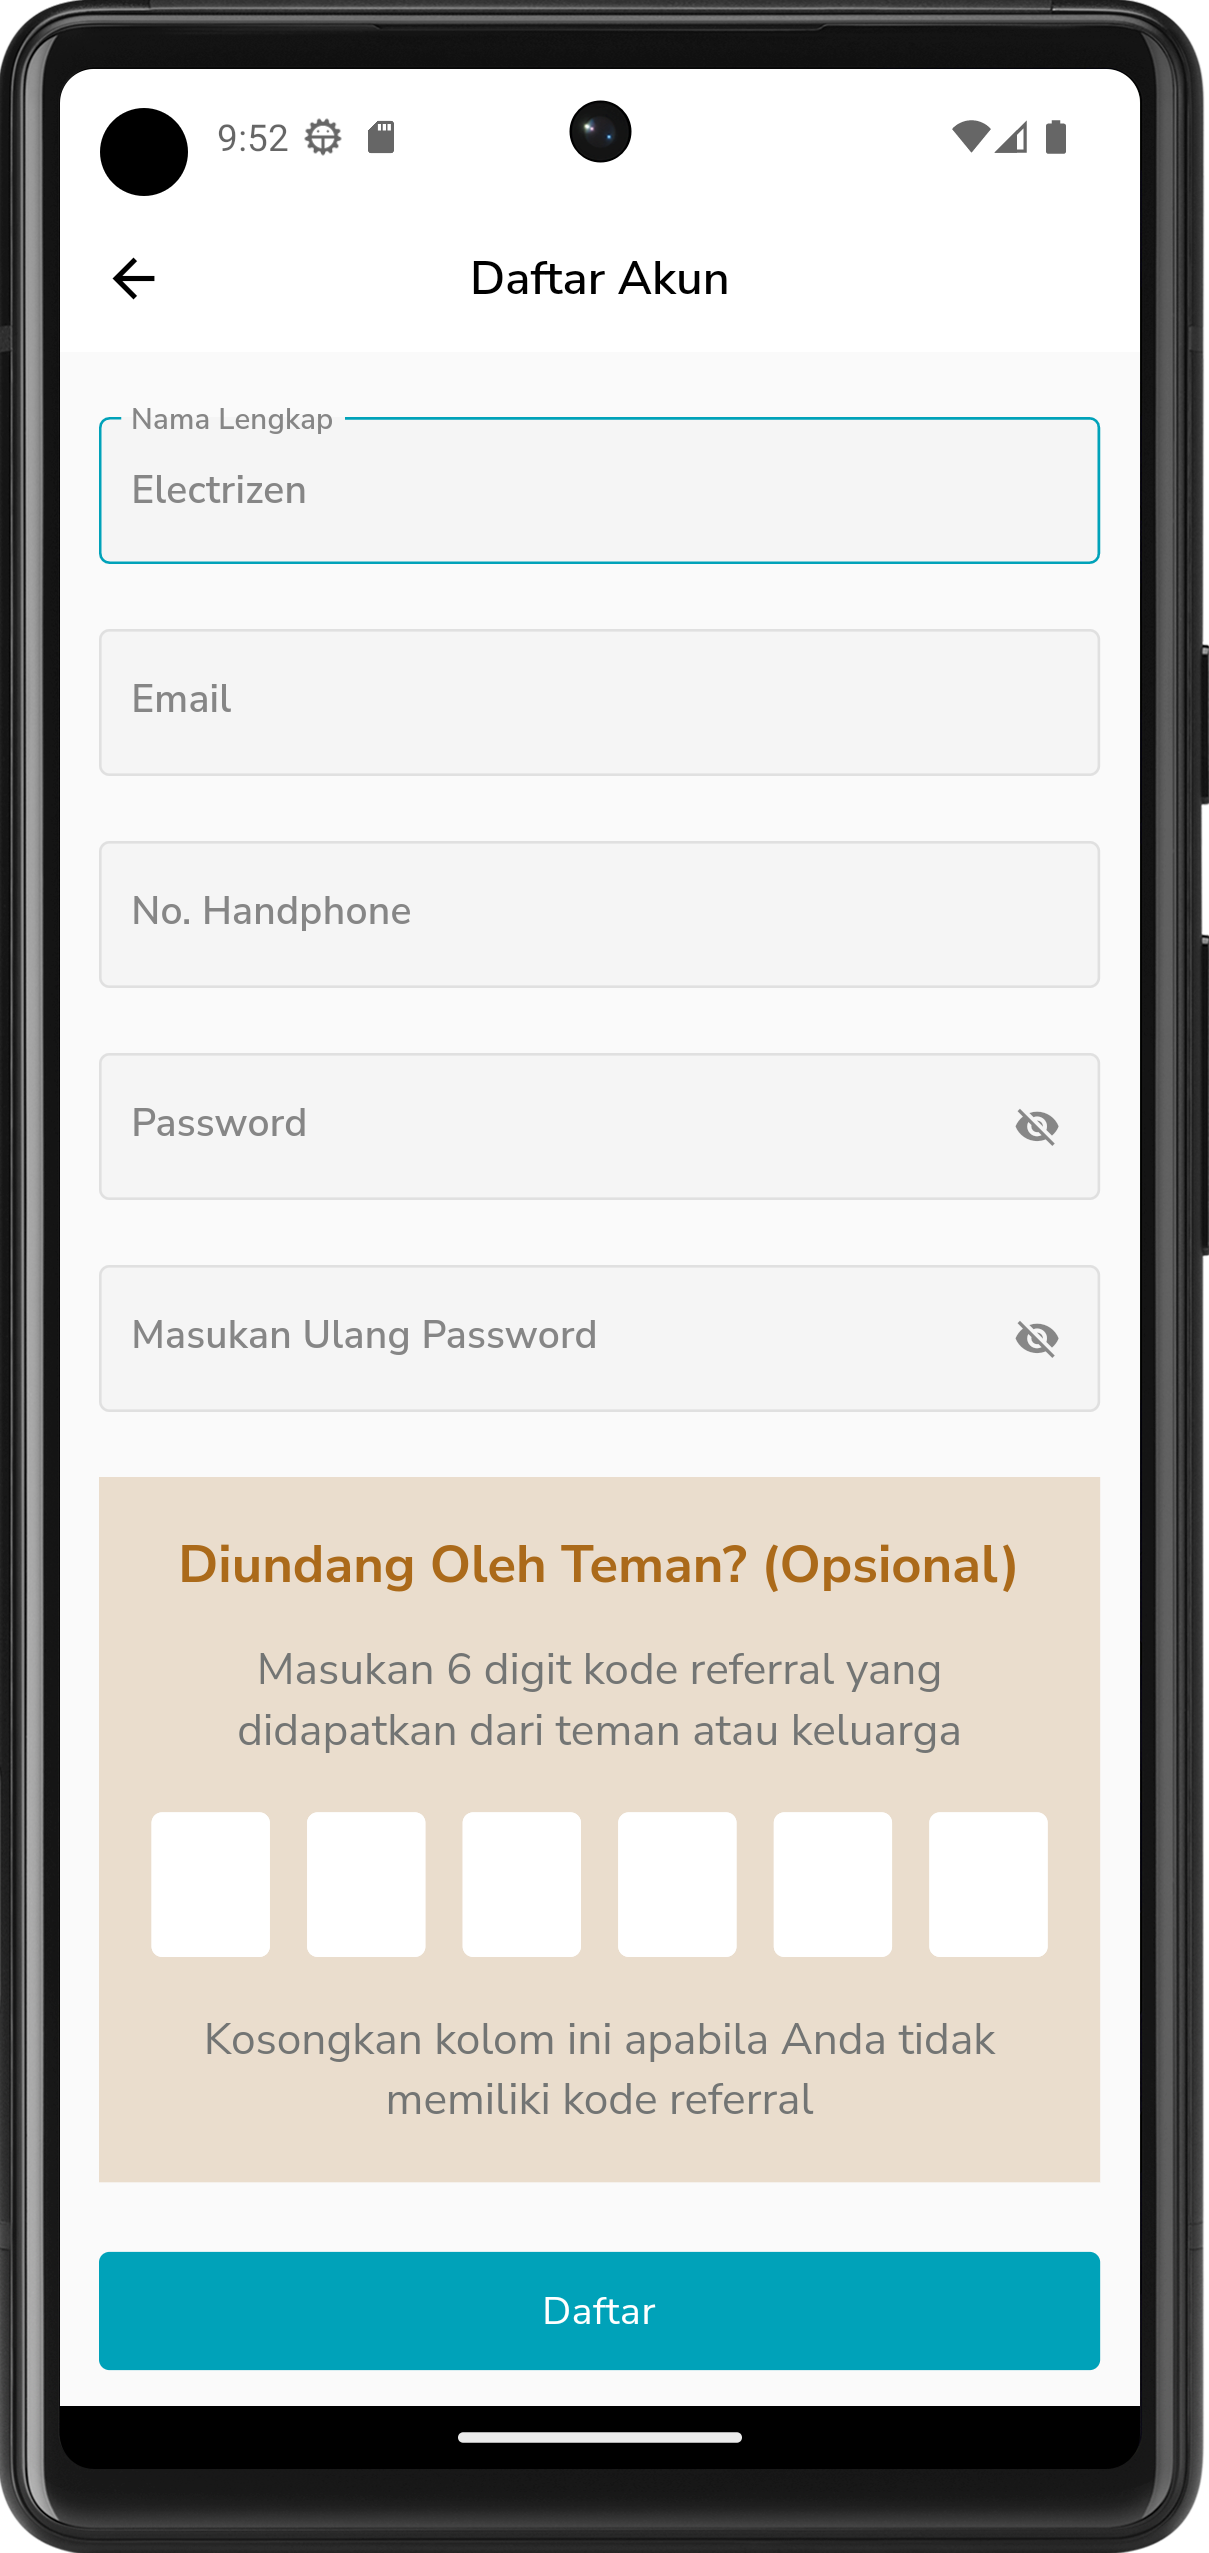 9:52
Daftar Akun
Nama Lengkap
Electrizen
Email
No. Handphone
Password
Masukan Ulang Password
Diundang Oleh Teman? (Opsional)
Masukan 6 digit kode referral yang
didapatkan dari teman atau keluarga
Kosongkan kolom ini apabila Anda tidak
memiliki kode referral
Daftar